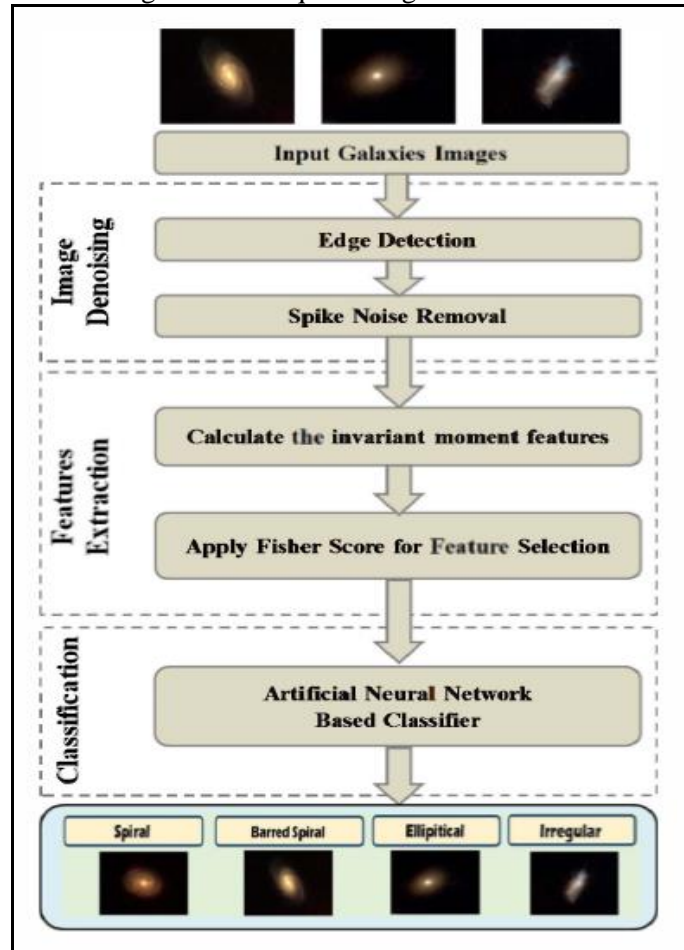 Input Galaxies Images
Image
Denoising
Edge Detection
Spike Noise Removal
Features
Extraction
Calculate the invariant moment features
Apply Fisher Score for Feature Selection
Classification
Artificial Neural Network
Based Classifier
Spiral
Barred Spiral
Ellipitical
Irregular